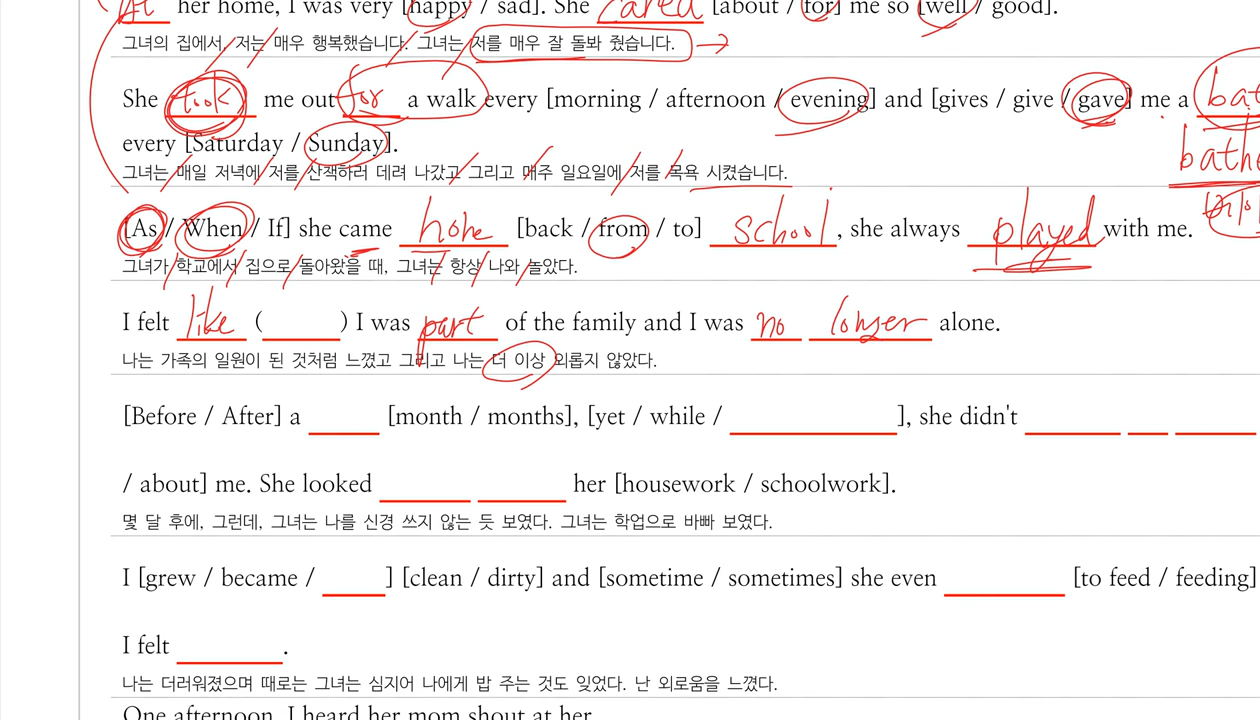 At her home, I was very [happy / sad]. She cared [about / for] me so [well / good].
그녀의 집에서, 저는 매우 행복했습니다. 그녀는 저를 매우 잘 돌봐 줬습니다.
She took me out for a walk every [morning / afternoon / evening] and [gives / give / gave] me a
every [Saturday / Sunday].
bathe
그녀는 매일 저녁에 저를 산책하러 데려 나갔고 그리고 매주 일요일에 저를 목욕 시켰습니다.
[As / When / If] she came home [back / from / to] school, she always played with me.
그녀가 학교에서 집으로 돌아왔을 때, 그녀는 항상 나와 놀았다.
I felt like ( ) I was part of the family and I was no longer alone.
나는 가족의 일원이 된 것처럼 느꼈고 그리고 나는 더 이상 외롭지 않았다.
[Before / After] a [month / months], [yet / while / ], she didn't
/ about] me. She looked her [housework / schoolwork].
몇 달 후에, 그런데, 그녀는 나를 신경 쓰지 않는 듯 보였다. 그녀는 학업으로 바빠 보였다.
I [grew / became / ] [clean / dirty] and [sometime / sometimes] she even [to feed / feeding]
I felt .
나는 더러워졌으며 때로는 그녀는 심지어 나에게 밥 주는 것도 잊었다. 난 외로움을 느꼈다.
One afternoon, I heard her mom shout at her